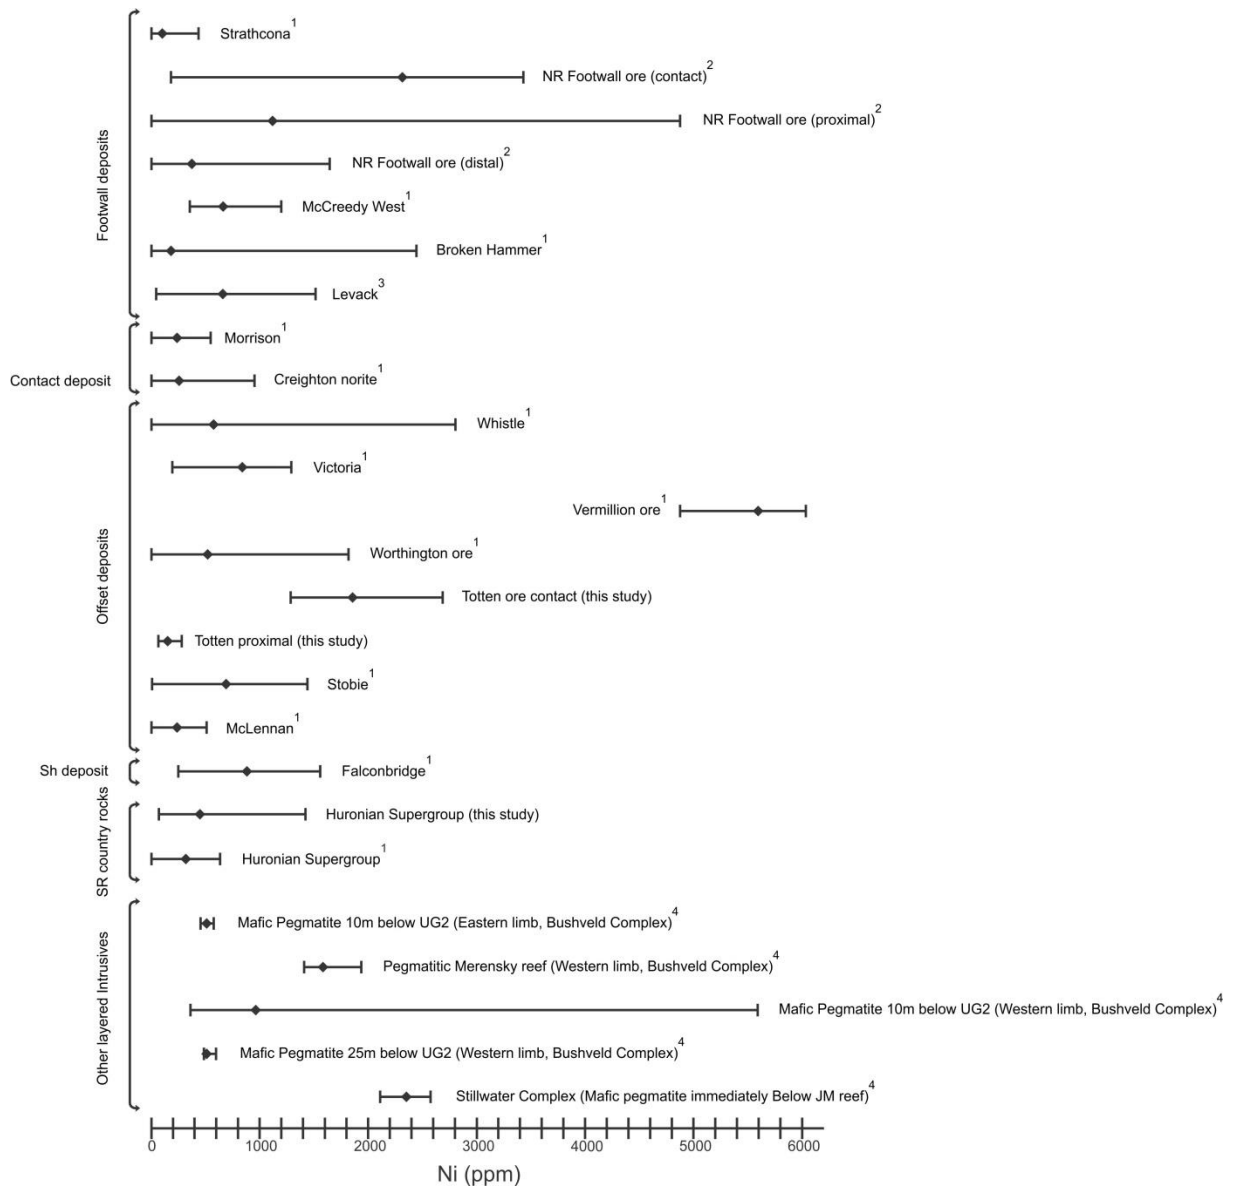 Footwall deposits
Strathcona1
NR Footwall ore (contact)2
NR Footwall ore (proximal)2
NR Footwall ore (distal)2
McCreedy West1
Broken Hammer1
Levack3
Contact deposit
Morrison1
Creighton norite1
Offset deposits
Whistle1
Victoria1
Vermillion ore1
Worthington ore1
Totten ore contact (this study)
Totten proximal (this study)
Stobie1
McLennan1
Sh deposit
Falconbridge1
SR country rocks
Huronian Supergroup (this study)
Huronian Supergroup1
Other layered Intrusives
Mafic Pegmatite 10m below UG2 (Eastern limb, Bushveld Complex)4
Pegmatitic Merensky reef (Western limb, Bushveld Complex)4
Mafic Pegmatite 10m below UG2 (Western limb, Bushveld Complex)4
Mafic Pegmatite 25m below UG2 (Western limb, Bushveld Complex)4
Stillwater Complex (Mafic pegmatite immediately Below JM reef)4
0 1000 2000 3000 4000 5000 6000
Ni (ppm)